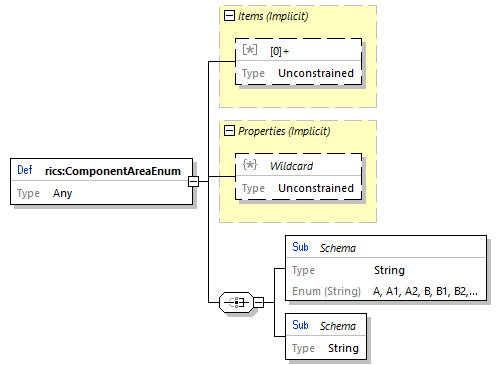 Items (Implicit)
[*] [0]+
Type Unconstrained
Properties (Implicit)
{*} Wildcard
Type Unconstrained
Def rics:ComponentAreaEnum
Type Any
Sub Schema
Type String
Enum (String) A, A1, A2, B, B1, B2,...
Sub Schema
Type String